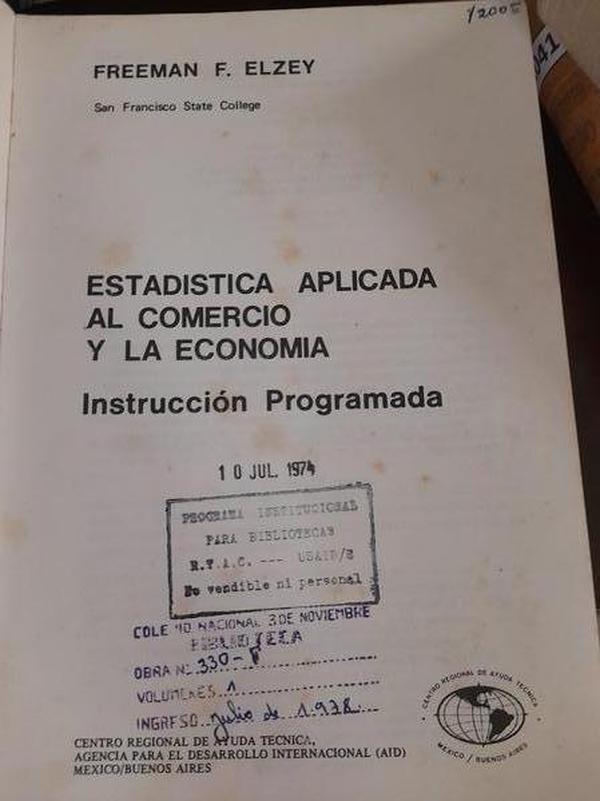 1200
041
FREEMAN F. ELZEY
San Francisco State College
ESTADISTICA APLICADA
AL COMERCIO
Y LA ECONOMIA
Instrucción Programada
10 JUL. 1974
PROGRAMA INSTITUCIONAL
PARA BIBLIOTECAS
R.T.A.C. --- USAID/E
No vendible ni personal
COLE IO NACIONAL 3 DE NOVIEMBRE
BIBLIOTECA
OBRA N: 330-F
VOLUMENES 1
INGRESO Julio de 1.978
CENTRO REGIONAL DE AYUDA TECNICA
MEXICO / BUENOS AIRES
CENTRO REGIONAL DE AYUDA TECNICA,
AGENCIA PARA EL DESARROLLO INTERNACIONAL (AID)
MEXICO/BUENOS AIRES